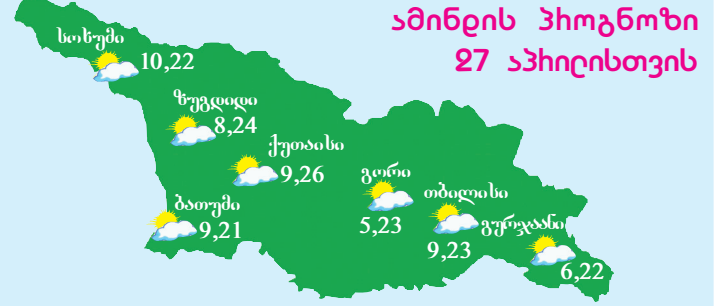 ამინდის პროგნოზი
27 აპრილისთვის
სოხუმი
10,22
ზუგდიდი
8,24
ქუთაისი
9,26
გორი
5,23
თბილისი
9,23
ბათუმი
9,21
გურჯაანი
6,22